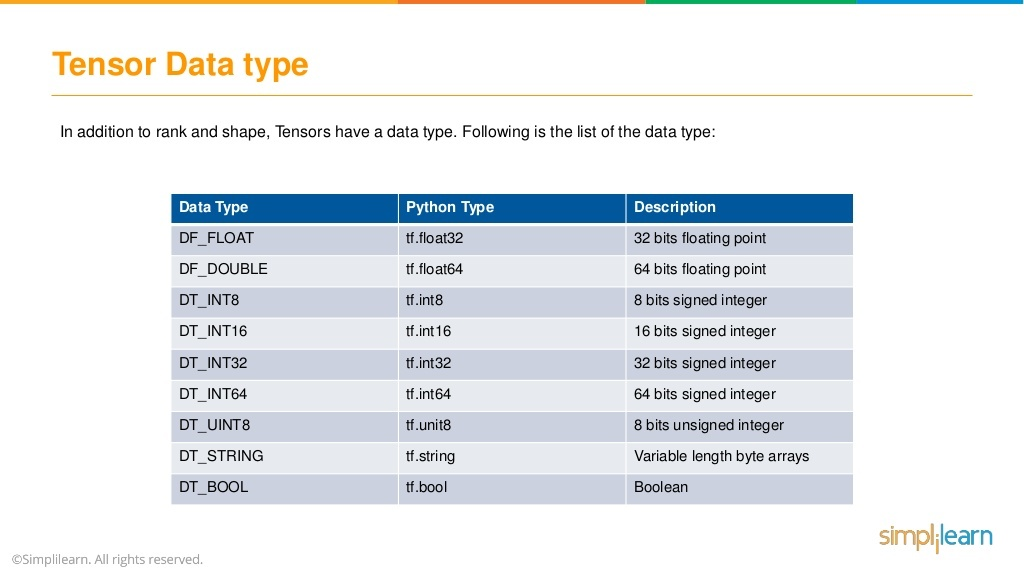 Tensor Data type
In addition to rank and shape, Tensors have a data type. Following is the list of the data type:
Data Type Python Type Description
DF_FLOAT tf.float32 32 bits floating point
DF_DOUBLE tf.float64 64 bits floating point
DT_INT8 tf.int8 8 bits signed integer
DT_INT16 tf.int16 16 bits signed integer
DT_INT32 tf.int32 32 bits signed integer
DT_INT64 tf.int64 64 bits signed integer
DT_UINT8 tf.unit8 8 bits unsigned integer
DT_STRING tf.string Variable length byte arrays
DT_BOOL tf.bool Boolean
simplilearn
©Simplilearn. All rights reserved.